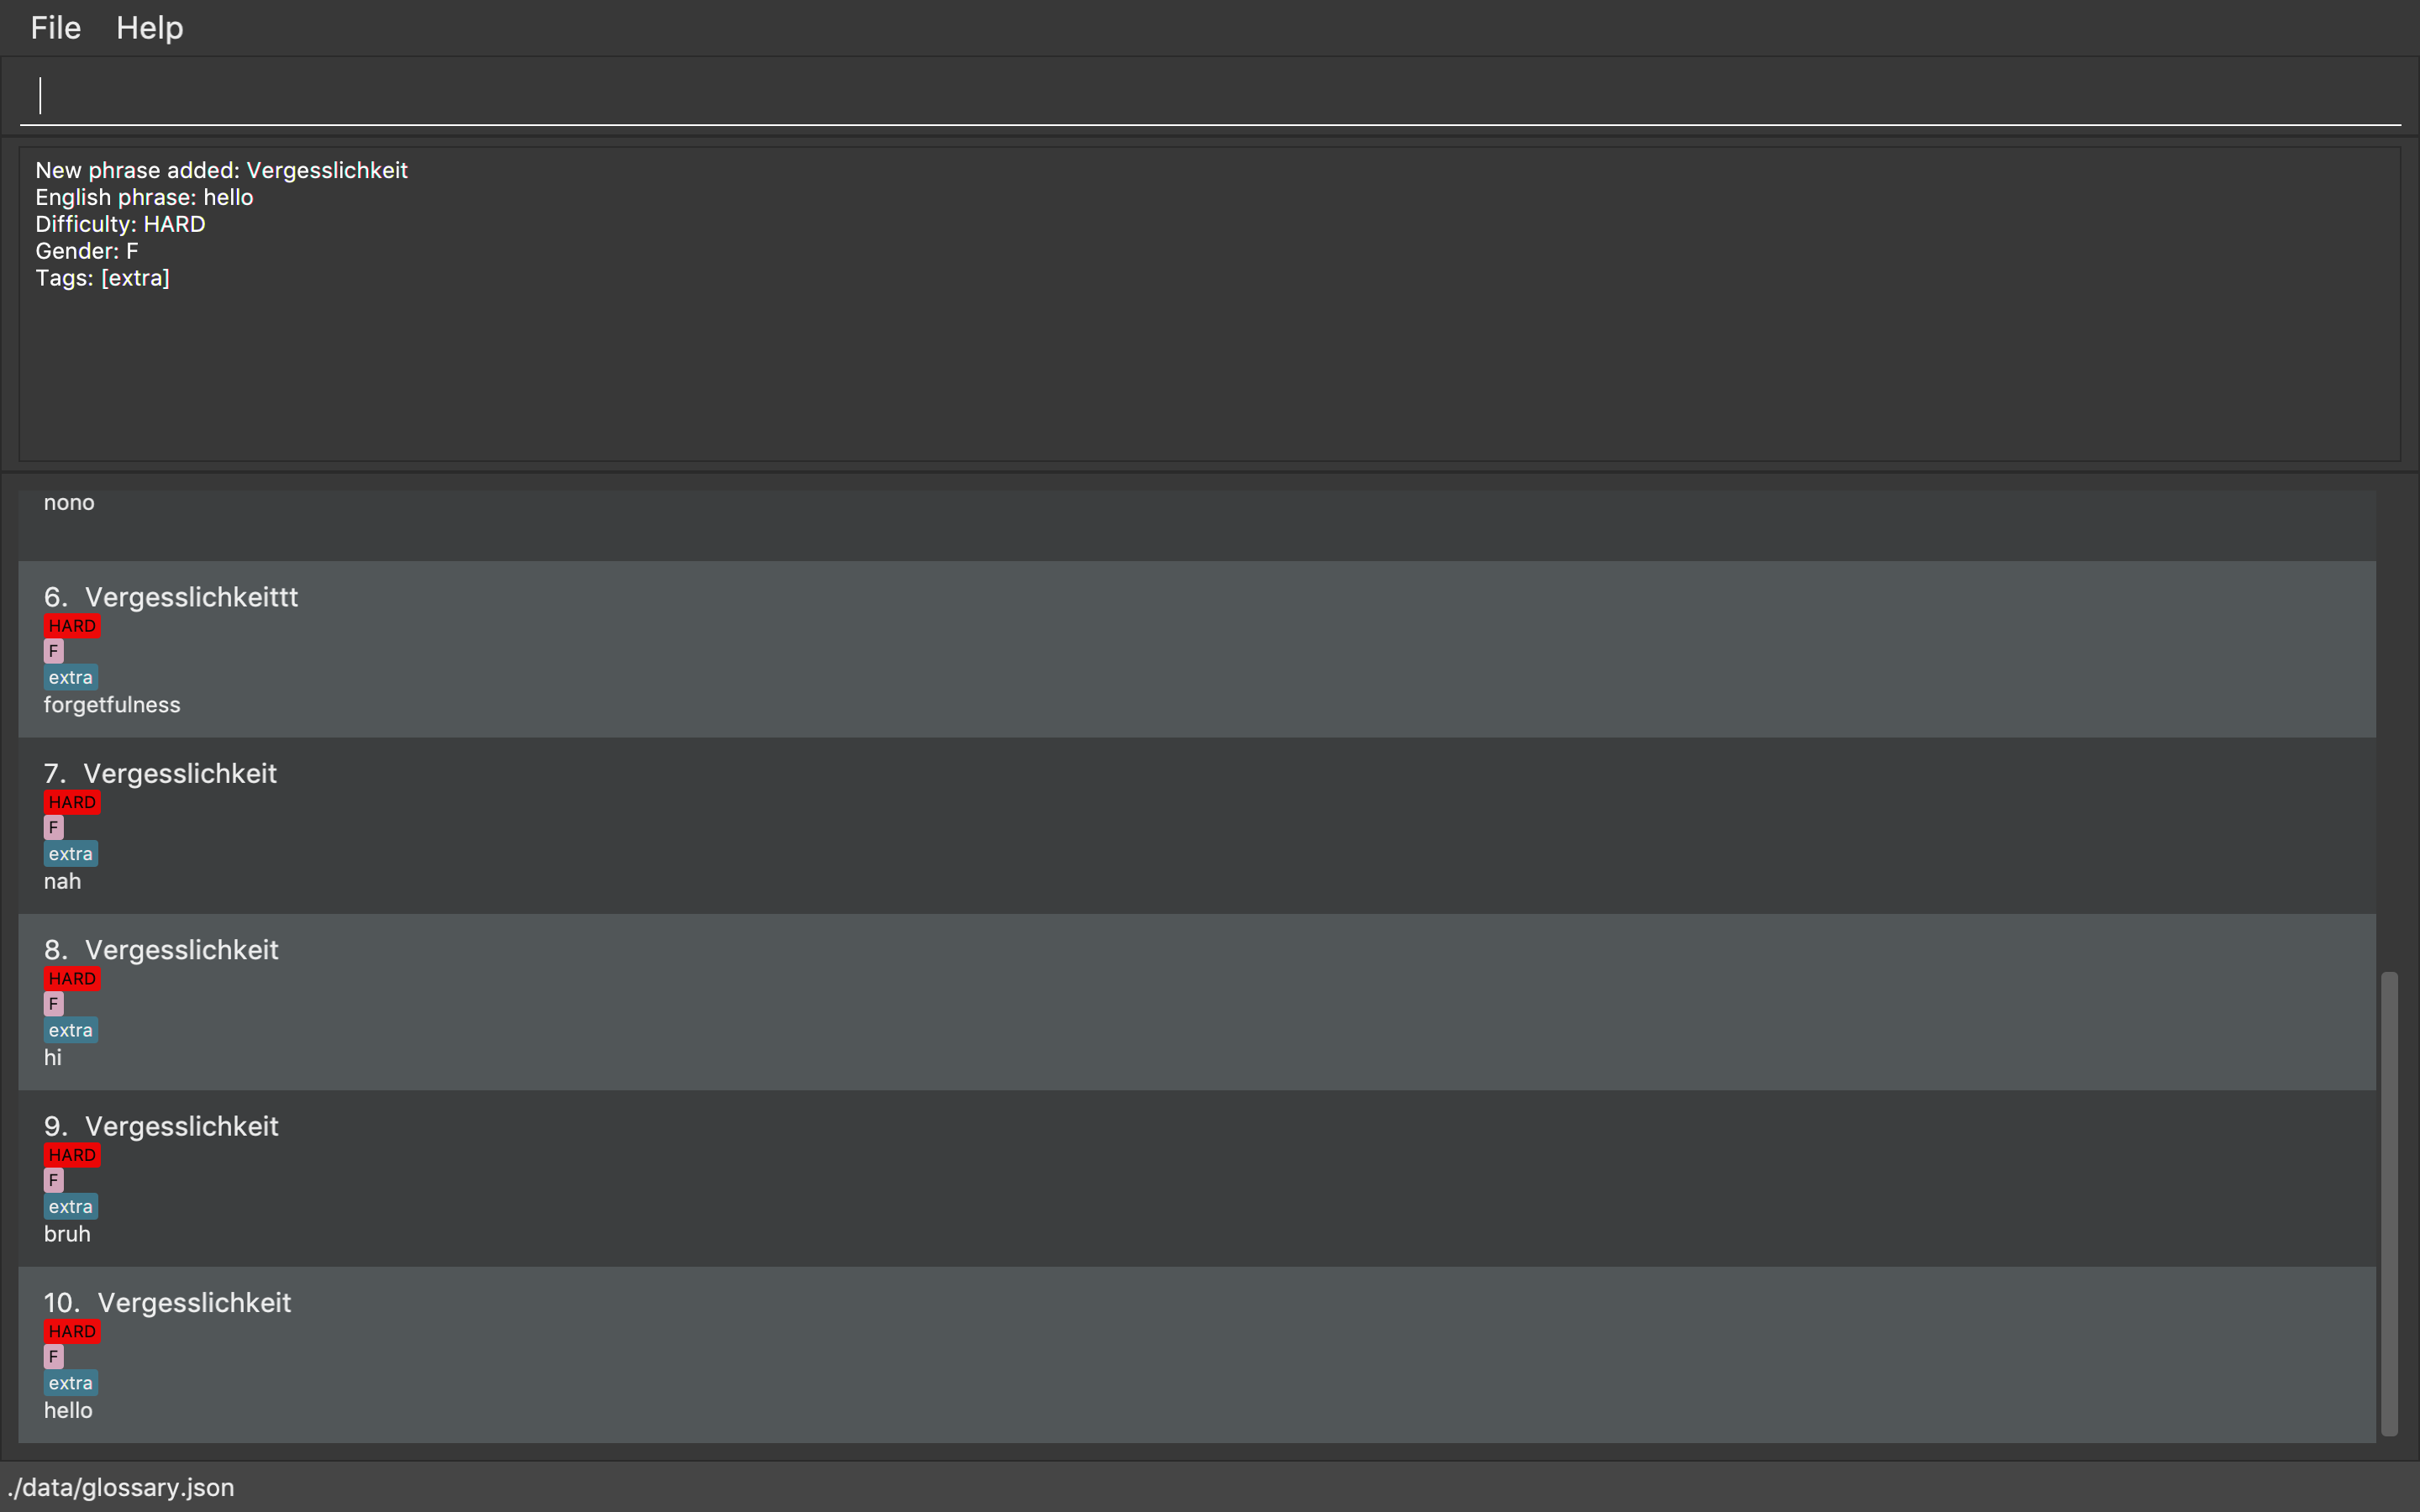 File Help
New phrase added: Vergesslichkeit
English phrase: hello
Difficulty: HARD
Gender: F
Tags: [extra]
nono
6. Vergesslichkeittt
HARD
F
extra
forgetfulness
7. Vergesslichkeit
HARD
F
extra
nah
8. Vergesslichkeit
HARD
F
extra
hi
9. Vergesslichkeit
HARD
F
extra
bruh
10. Vergesslichkeit
HARD
F
extra
hello
./data/glossary.json